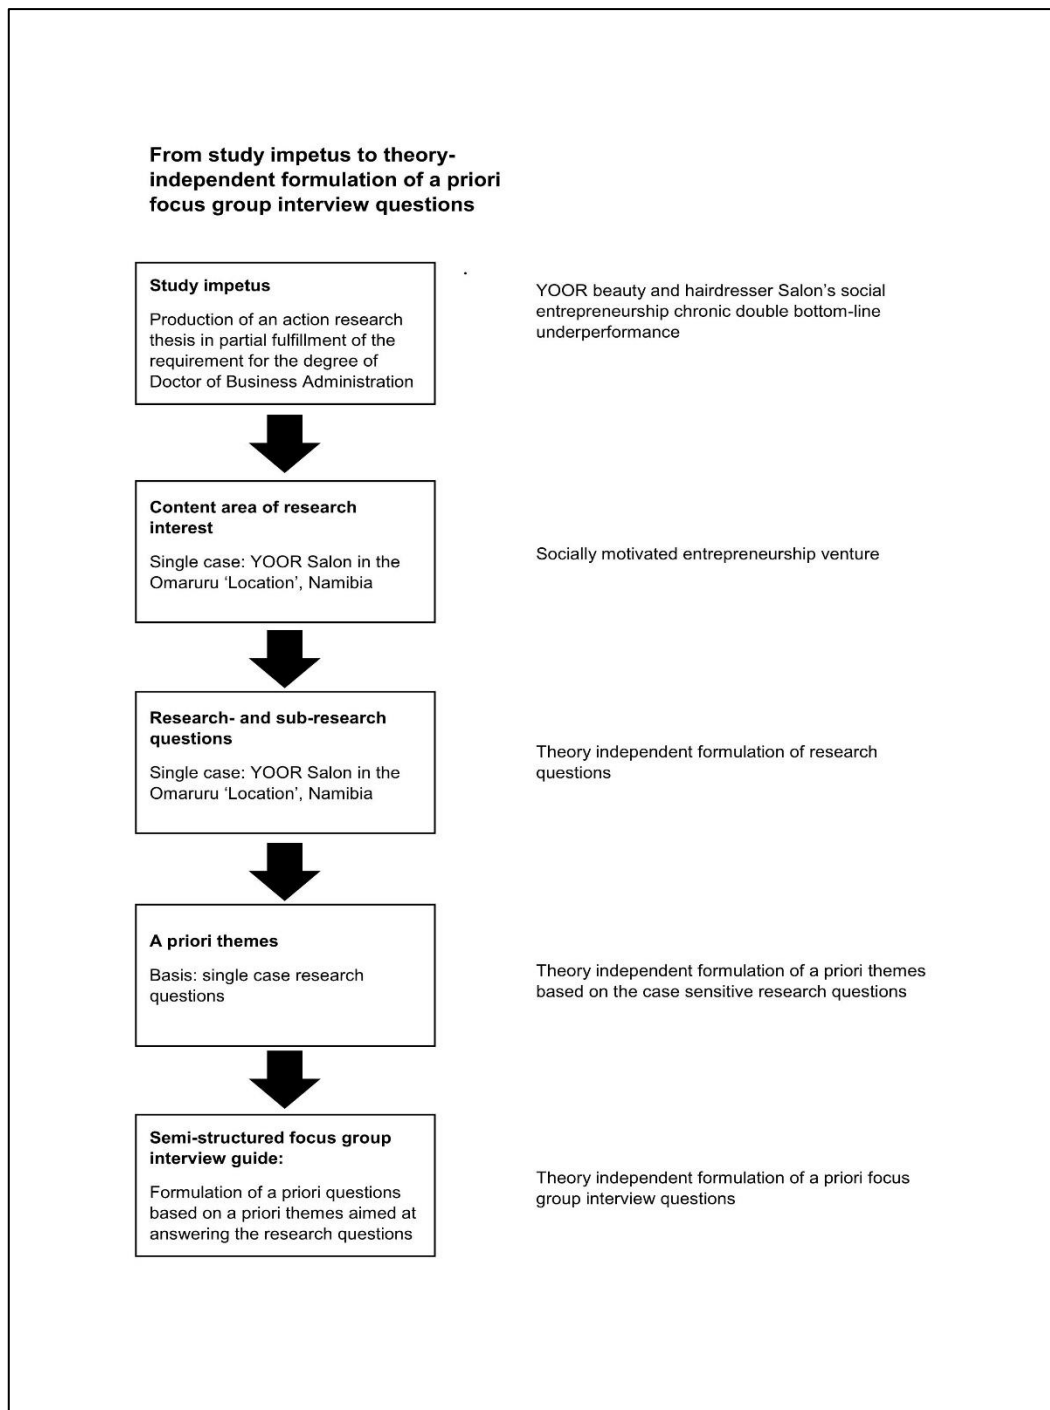 From study impetus to theory-
independent formulation of a priori
focus group interview questions
Study impetus
Production of an action research
thesis in partial fulfillment of the
requirement for the degree of
Doctor of Business Administration
.
YOOR beauty and hairdresser Salon’s social
entrepreneurship chronic double bottom-line
underperformance
Content area of research
interest
Single case: YOOR Salon in the
Omaruru ‘Location’, Namibia
Socially motivated entrepreneurship venture
Research- and sub-research
questions
Single case: YOOR Salon in the
Omaruru ‘Location’, Namibia
Theory independent formulation of research
questions
A priori themes
Basis: single case research
questions
Theory independent formulation of a priori themes
based on the case sensitive research questions
Semi-structured focus group
interview guide:
Formulation of a priori questions
based on a priori themes aimed at
answering the research questions
Theory independent formulation of a priori focus
group interview questions